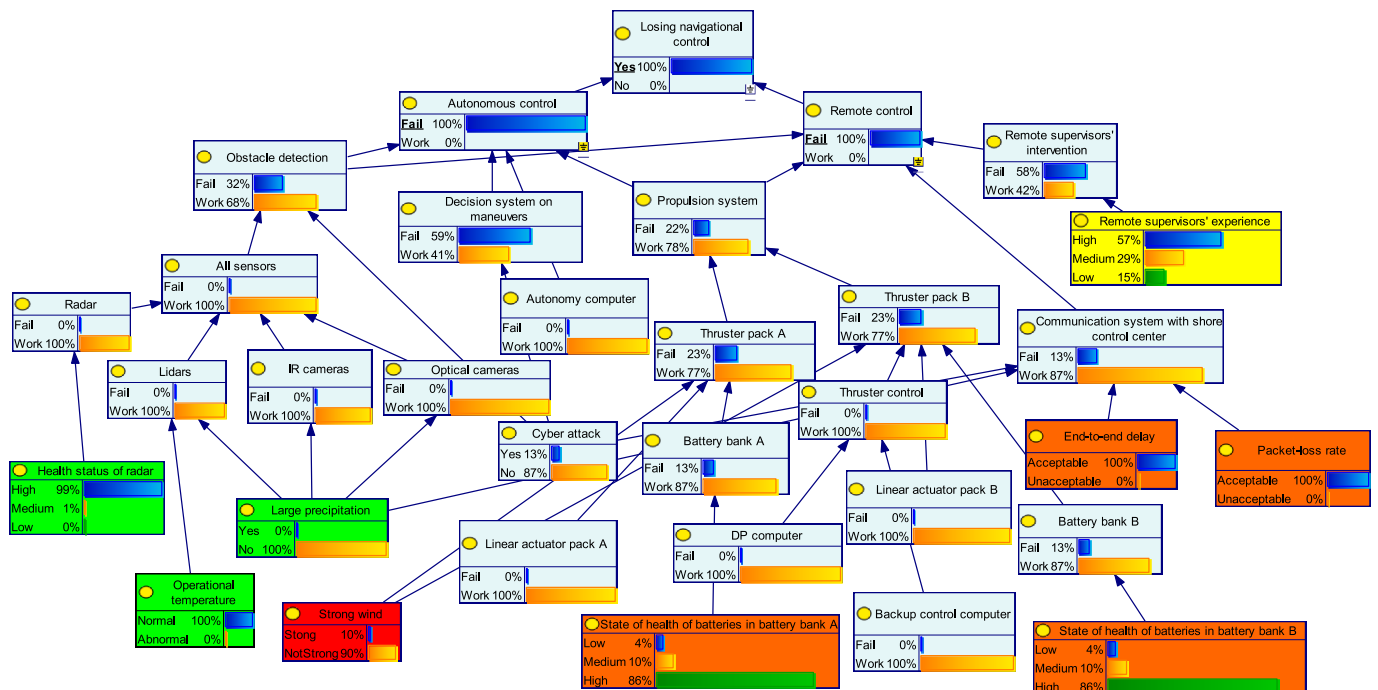 Losing navigational
control
Yes 100%
No 0%
Autonomous control
Fail 100%
Work 0%
Remote control
Fail 100%
Work 0%
Remote supervisors'
intervention
Fail 58%
Work 42%
Obstacle detection
Fail 32%
Work 68%
Decision system on
maneuvers
Fail 59%
Work 41%
Propulsion system
Fail 22%
Work 78%
Remote supervisors' experience
High 57%
Medium 29%
Low 15%
All sensors
Fail 0%
Work 100%
Radar
Fail 0%
Work 100%
Autonomy computer
Fail 0%
Work 100%
Thruster pack B
Fail 23%
Work 77%
Thruster pack A
Fail 23%
Work 77%
Communication system with shore
control center
Fail 13%
Work 87%
Lidars
Fail 0%
Work 100%
IR cameras
Fail 0%
Work 100%
Optical cameras
Fail 0%
Work 100%
Thruster control
Fail 0%
Work 100%
Cyber attack
Yes 13%
No 87%
Battery bank A
Fail 13%
Work 87%
End-to-end delay
Acceptable 100%
Unacceptable 0%
Packet-loss rate
Acceptable 100%
Unacceptable 0%
Health status of radar
High 99%
Medium 1%
Low 0%
Large precipitation
Yes 0%
No 100%
Linear actuator pack B
Fail 0%
Work 100%
Linear actuator pack A
Fail 0%
Work 100%
DP computer
Fail 0%
Work 100%
Battery bank B
Fail 13%
Work 87%
Operational
temperature
Normal 100%
Abnormal 0%
Strong wind
Stong 10%
NotStrong 90%
Backup control computer
Fail 0%
Work 100%
State of health of batteries in battery bank A
Low 4%
Medium 10%
High 86%
State of health of batteries in battery bank B
Low 4%
Medium 10%
High 86%